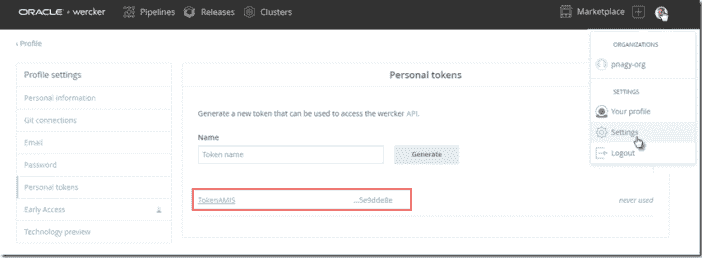 ORACLE + wercker Pipelines Releases Clusters Marketplace
‹ Profile
ORGANIZATIONS
pnagy-org
SETTINGS
Your profile
Settings
Logout
Profile settings
Personal information
Git connections
Email
Password
Personal tokens
Early Access
Technology preview
Personal tokens
Generate a new token that can be used to access the wercker API.
Name
Token name Generate
TokenAMIS ...5e9dde8e never used